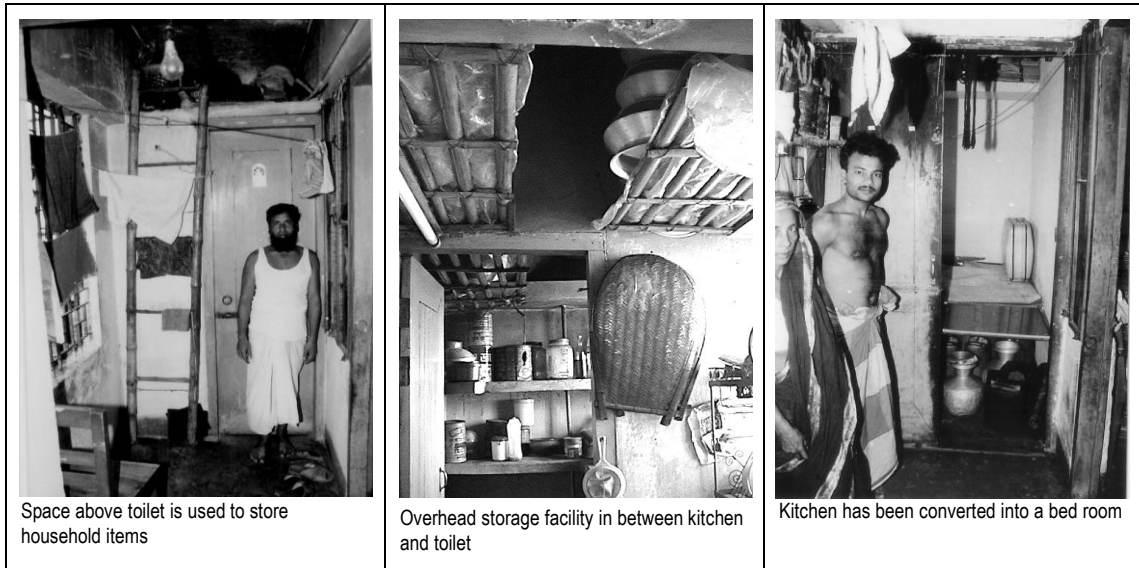 Space above toilet is used to store
household items
Overhead storage facility in between kitchen
and toilet
Kitchen has been converted into a bed room